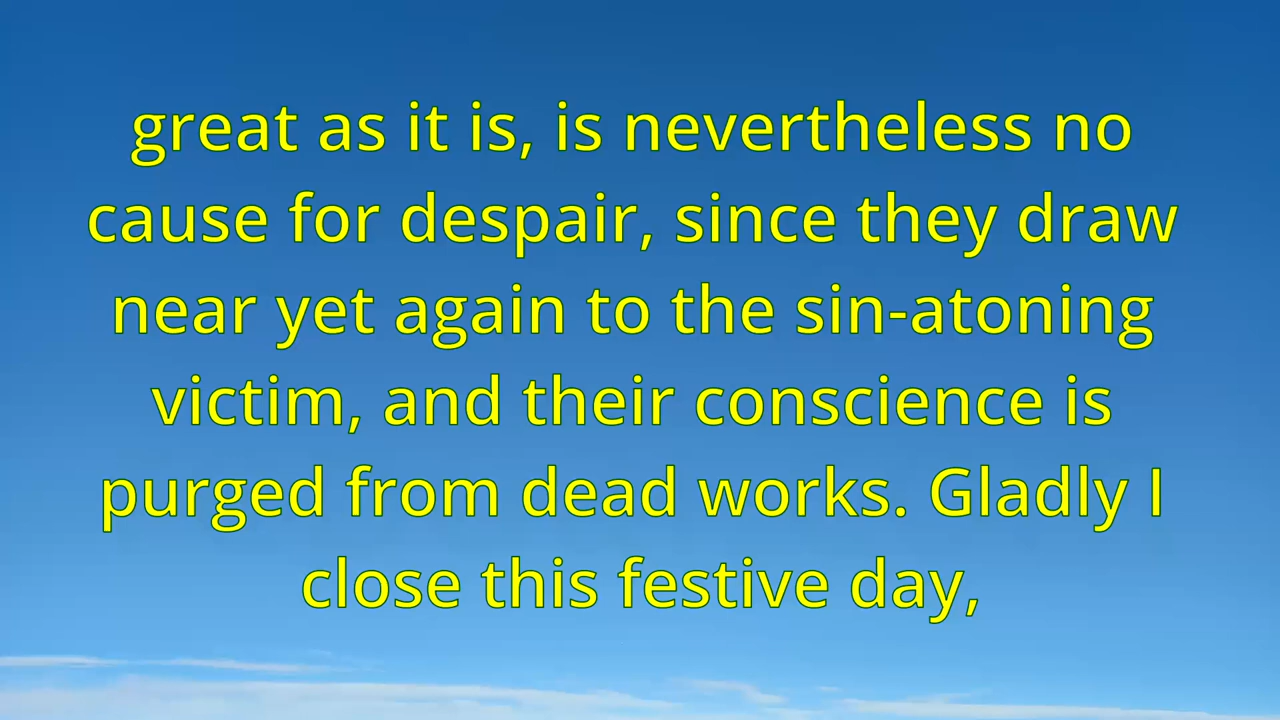 great as it is, is nevertheless no
cause for despair, since they draw
near yet again to the sin-atoning
victim, and their conscience is
purged from dead works. Gladly I
close this festive day,